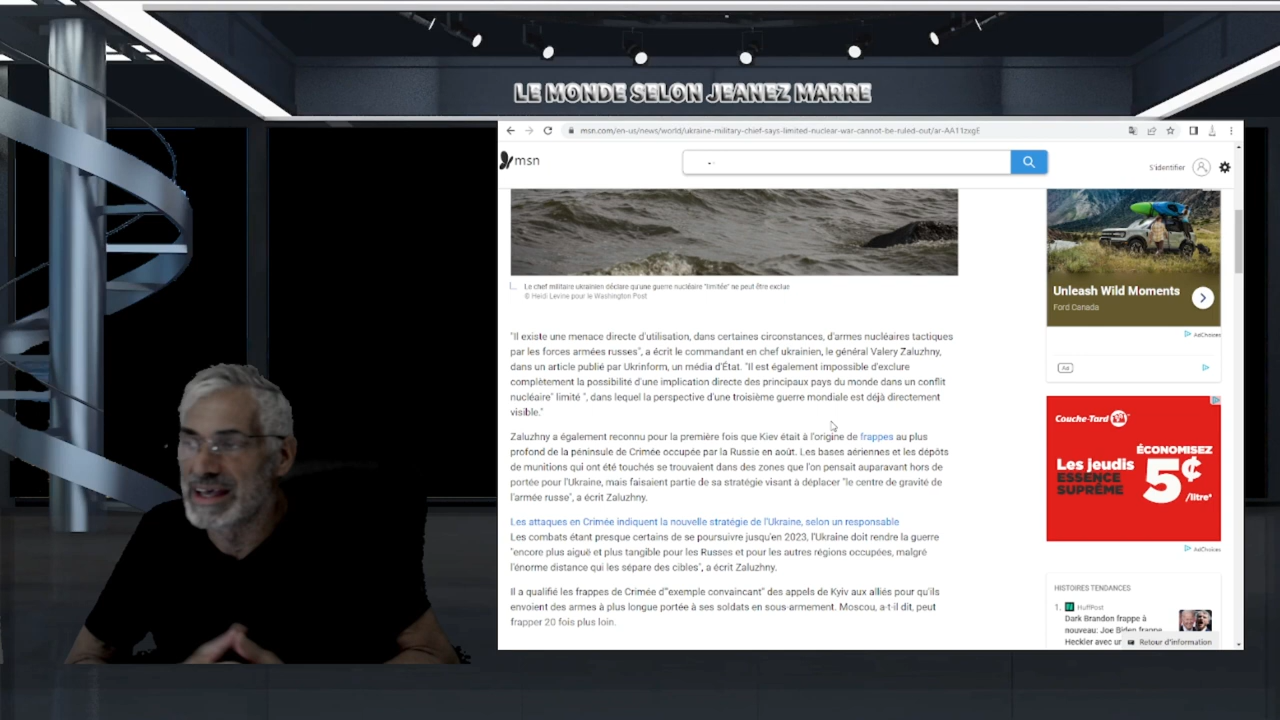 LE MONDE SELON JEANEZ MARRE
msn.com/en-us/news/world/ukraine-military-chief-says-limited-nuclear-war-cannot-be-ruled-out/ar-AA11zxgE
msn
S'identifier
Le chef militaire ukrainien déclare qu'une guerre nucléaire "limitée" ne peut être exclue
© Heidi Levine pour le Washington Post
"Il existe une menace directe d'utilisation, dans certaines circonstances, d'armes nucléaires tactiques
par les forces armées russes", a écrit le commandant en chef ukrainien, le général Valery Zaluzhny,
dans un article publié par Ukrinform, un média d'État. "Il est également impossible d'exclure
complètement la possibilité d'une implication directe des principaux pays du monde dans un conflit
nucléaire" limité ", dans lequel la perspective d'une troisième guerre mondiale est déjà directement
visible."
Zaluzhny a également reconnu pour la première fois que Kiev était à l'origine de frappes au plus
profond de la péninsule de Crimée occupée par la Russie en août. Les bases aériennes et les dépôts
de munitions qui ont été touchés se trouvaient dans des zones que l'on pensait auparavant hors de
portée pour l'Ukraine, mais faisaient partie de sa stratégie visant à déplacer "le centre de gravité de
l'armée russe", a écrit Zaluzhny.
Les attaques en Crimée indiquent la nouvelle stratégie de l'Ukraine, selon un responsable
Les combats étant presque certains de se poursuivre jusqu'en 2023, l'Ukraine doit rendre la guerre
"encore plus aiguë et plus tangible pour les Russes et pour les autres régions occupées, malgré
l'énorme distance qui les sépare des cibles", a écrit Zaluzhny.
Il a qualifié les frappes de Crimée d'"exemple convaincant" des appels de Kyiv aux alliés pour qu'ils
envoient des armes à plus longue portée à ses soldats en sous-armement. Moscou, a-t-il dit, peut
frapper 20 fois plus loin.
Unleash Wild Moments
Ford Canada
AdChoices
Ad
Couche-Tard
ÉCONOMISEZ
Les jeudis
ESSENCE
SUPRÊME
5¢
/litre*
AdChoices
HISTOIRES TENDANCES
1. HuffPost
Dark Brandon frappe à
nouveau: Joe Biden frappe
Heckler avec ur
Retour d'information